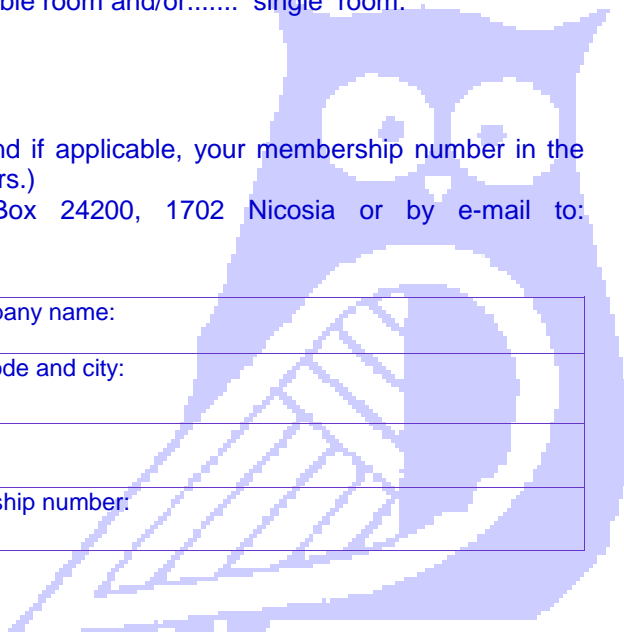 ble room and/or....... single room.
nd if applicable, your membership number in the
rs.)
Box 24200, 1702 Nicosia or by e-mail to:
pany name:
ode and city:
ship number: